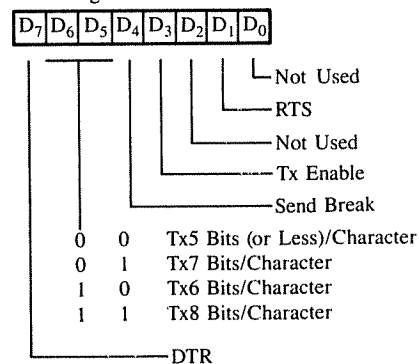 D7 D6 D5 D4 D3 D2 D1 D0
Not Used
RTS
Not Used
Tx Enable
Send Break
0 0 Tx5 Bits (or Less)/Character
0 1 Tx7 Bits/Character
1 0 Tx6 Bits/Character
1 1 Tx8 Bits/Character
DTR